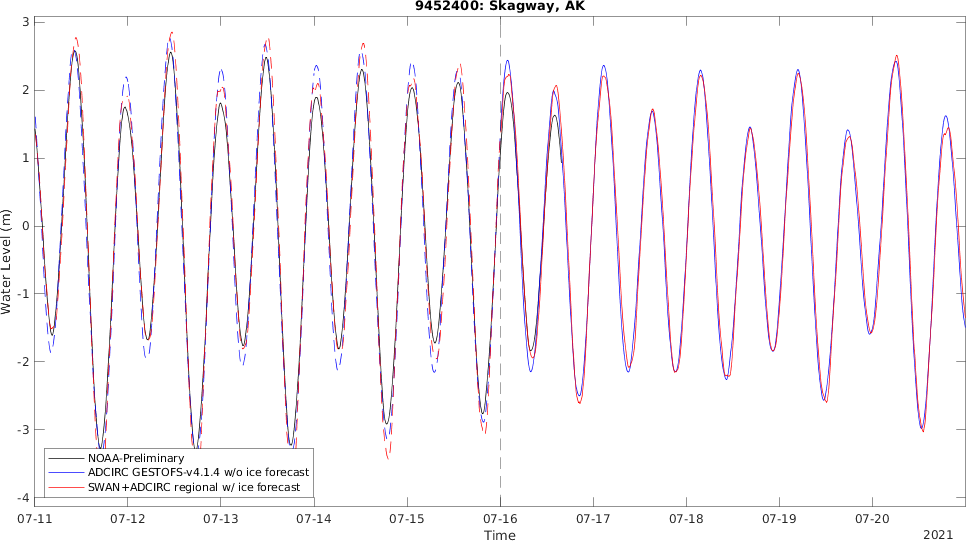 9452400: Skagway, AK
3
2
1
0
-1
-2
-3
-4
Water Level (m)
NOAA-Preliminary
ADCIRC GESTOFS-v4.1.4 w/o ice forecast
SWAN+ADCIRC regional w/ ice forecast
07-11 07-12 07-13 07-14 07-15 07-16 07-17 07-18 07-19 07-20
Time
2021